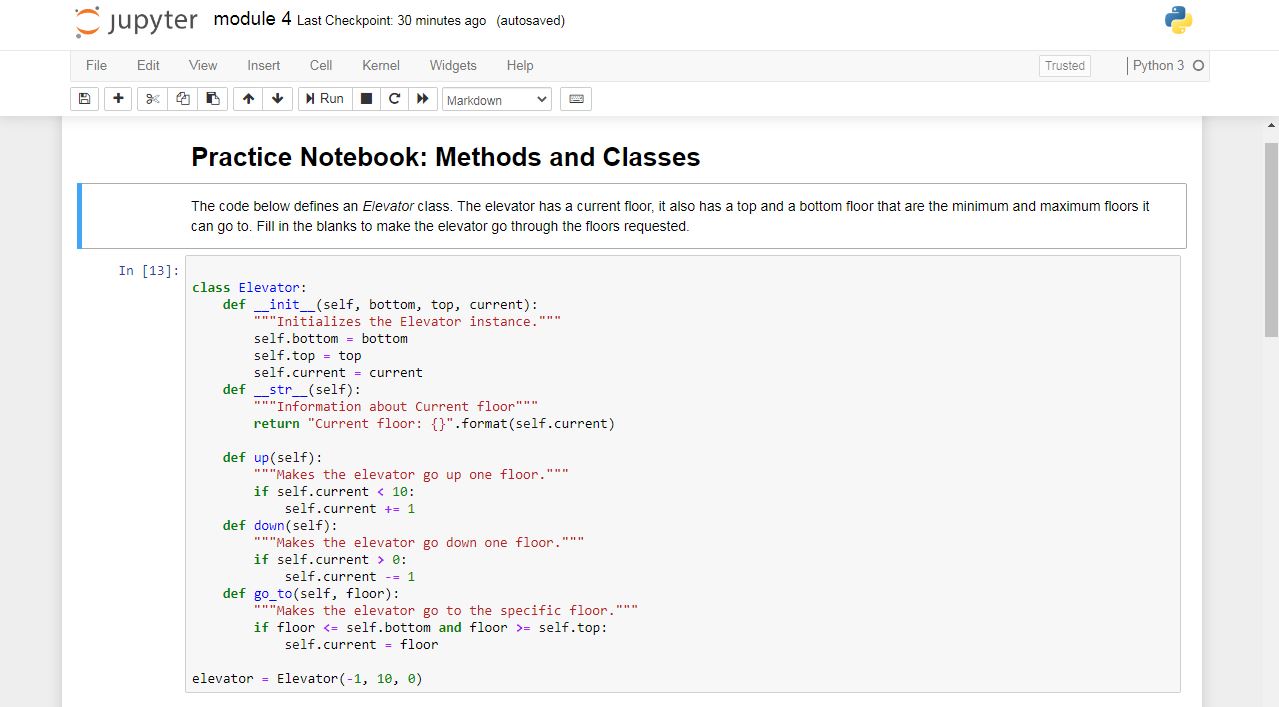 jupyter module 4 Last Checkpoint: 30 minutes ago (autosaved)
File Edit View Insert Cell Kernel Widgets Help Trusted Python 3
Run Markdown
Practice Notebook: Methods and Classes
The code below defines an Elevator class. The elevator has a current floor, it also has a top and a bottom floor that are the minimum and maximum floors it
can go to. Fill in the blanks to make the elevator go through the floors requested.
In [13]:
class Elevator:
    def __init__(self, bottom, top, current):
        """Initializes the Elevator instance."""
        self.bottom = bottom
        self.top = top
        self.current = current
    def __str__(self):
        """Information about Current floor"""
        return "Current floor: {}".format(self.current)
    def up(self):
        """Makes the elevator go up one floor."""
        if self.current < 10:
            self.current += 1
    def down(self):
        """Makes the elevator go down one floor."""
        if self.current > 0:
            self.current -= 1
    def go_to(self, floor):
        """Makes the elevator go to the specific floor."""
        if floor <= self.bottom and floor >= self.top:
            self.current = floor
elevator = Elevator(-1, 10, 0)